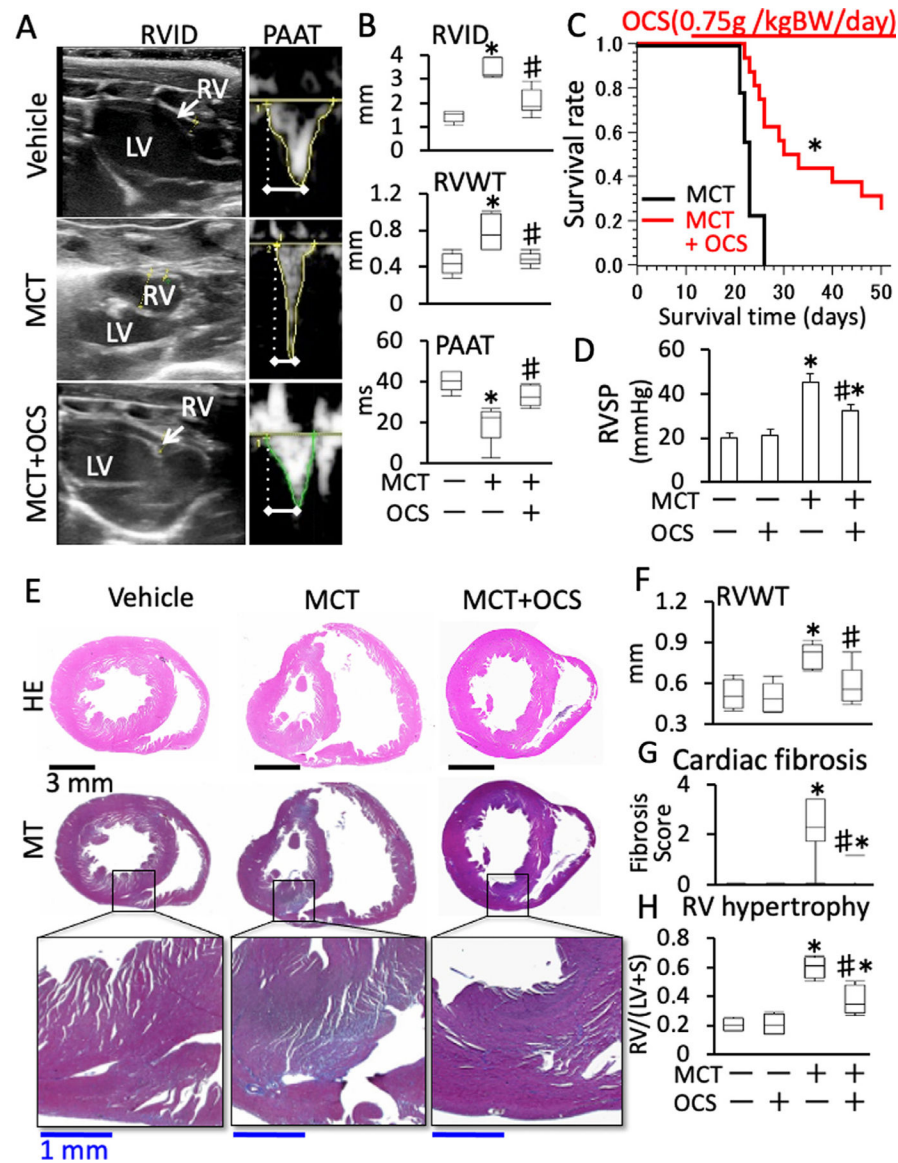 A
RVID
PAAT
Vehicle
RV
LV
MCT
RV
LV
MCT+OCS
RV
LV
B
RVID
mm
4
3
2
1
0
*
#
RVWT
mm
1.2
0.8
0.4
0
*
#
PAAT
ms
60
40
20
0
*
#
MCT — + +
OCS +
C
OCS(0.75g /kgBW/day)
Survival rate
1.0
0.8
0.6
0.4
0.2
0.0
*
MCT
MCT
+ OCS
0 10 20 30 40 50
Survival time (days)
D
RVSP
(mmHg)
60
40
20
0
*
#*
MCT — — + +
OCS — + — +
E
Vehicle
MCT
MCT+OCS
HE
3 mm
MT
1 mm
F
RVWT
mm
1.2
0.9
0.6
0.3
*
#
G
Cardiac fibrosis
Fibrosis
Score
4
2
0
*
#*
H
RV hypertrophy
RV/(LV+S)
0.8
0.6
0.4
0.2
0
*
#*
MCT — — + +
OCS — + — +